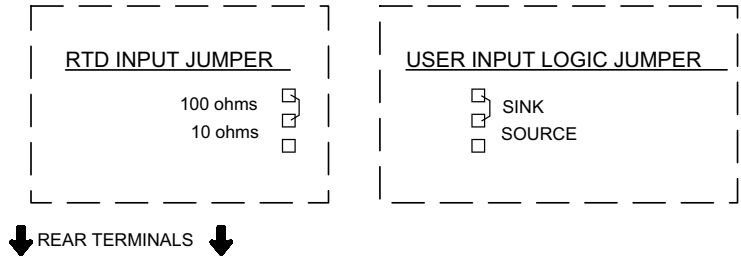 RTD INPUT JUMPER
100 ohms
10 ohms
USER INPUT LOGIC JUMPER
SINK
SOURCE
REAR TERMINALS